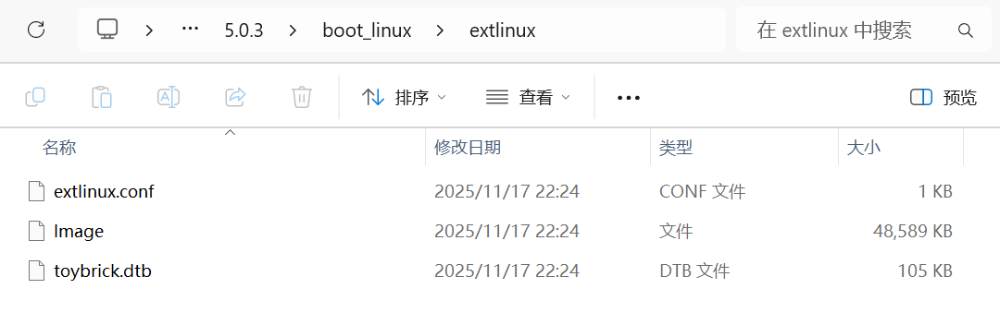 5.0.3 boot_linux extlinux 在 extlinux 中搜索
排序 查看 预览
名称 修改日期 类型 大小
extlinux.conf 2025/11/17 22:24 CONF 文件 1 KB
Image 2025/11/17 22:24 文件 48,589 KB
toybrick.dtb 2025/11/17 22:24 DTB 文件 105 KB